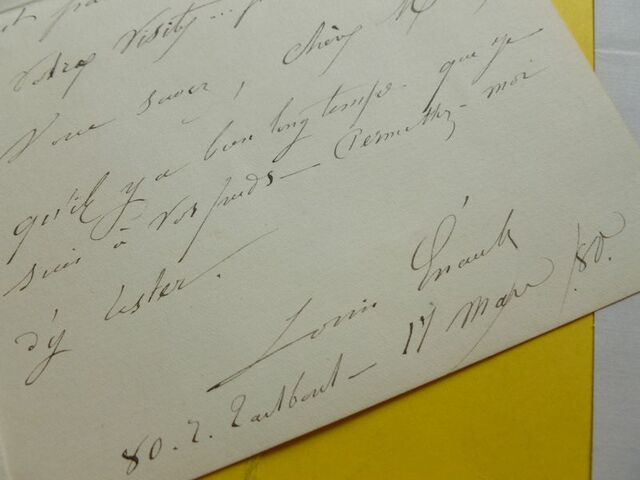 votre visite... 
Vous savez, chère M
qu'il y a bien longtemps que je
suis à vos pieds — Permettez-moi
d'y rester.
Louis Énault
80. r. Taitbout — 17 Mars /80.